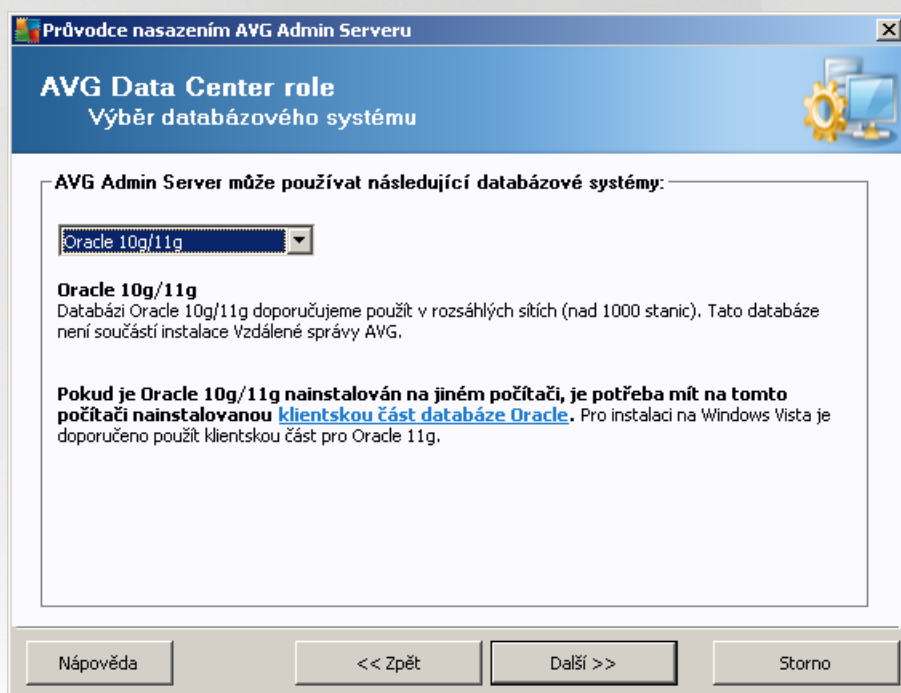 Průvodce nasazením AVG Admin Serveru
AVG Data Center role
Výběr databázového systému
AVG Admin Server může používat následující databázové systémy:
Oracle 10g/11g
Oracle 10g/11g
Databázi Oracle 10g/11g doporučujeme použít v rozsáhlých sítích (nad 1000 stanic). Tato databáze
není součástí instalace Vzdálené správy AVG.
Pokud je Oracle 10g/11g nainstalován na jiném počítači, je potřeba mít na tomto
počítači nainstalovanou klientskou část databáze Oracle. Pro instalaci na Windows Vista je
doporučeno použít klientskou část pro Oracle 11g.
Nápověda
<< Zpět
Další >>
Storno